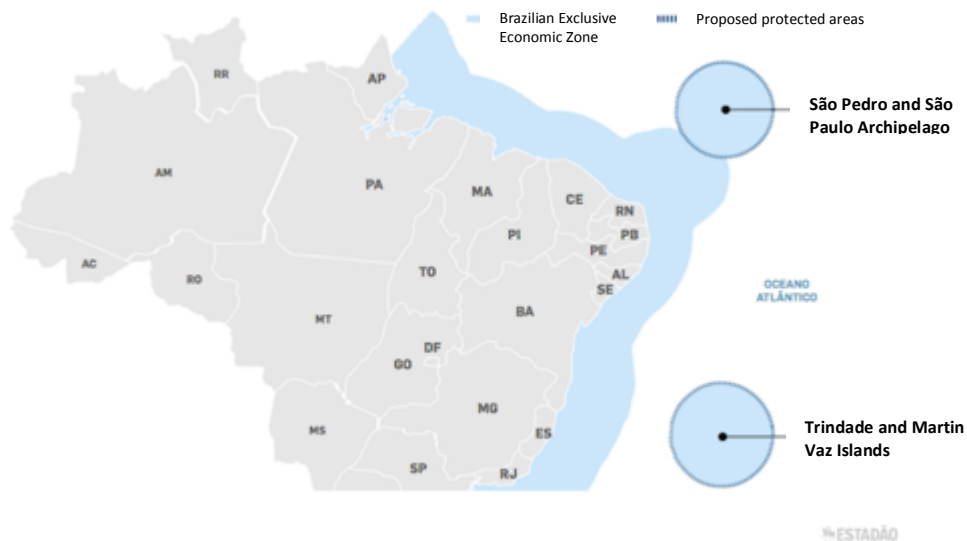 Brazilian Exclusive
Economic Zone
Proposed protected areas
São Pedro and São
Paulo Archipelago
RR
AP
AM
PA
MA
CE
RN
PB
PI
PE
AL
SE
AC
RO
TO
BA
MT
DF
GO
OCEANO
ATLÂNTICO
MG
MS
ES
SP
RJ
Trindade and Martin
Vaz Islands
ESTADÃO